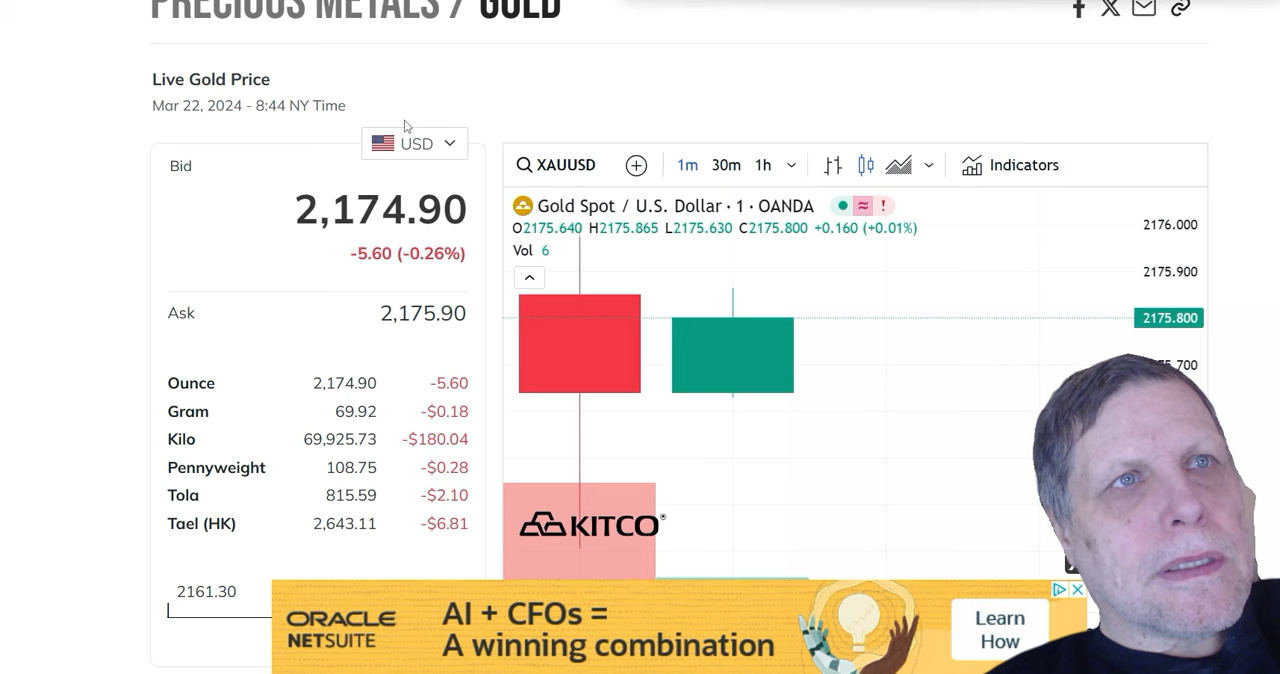 PRECIOUS METALS / GOLD
Live Gold Price
Mar 22, 2024 - 8:44 NY Time
USD
Bid
2,174.90
-5.60 (-0.26%)
Ask 2,175.90
Ounce 2,174.90 -5.60
Gram 69.92 -$0.18
Kilo 69,925.73 -$180.04
Pennyweight 108.75 -$0.28
Tola 815.59 -$2.10
Tael (HK) 2,643.11 -$6.81
2161.30
XAUUSD 1m 30m 1h Indicators
Gold Spot / U.S. Dollar · 1 · OANDA
O2175.640 H2175.865 L2175.630 C2175.800 +0.160 (+0.01%)
Vol 6
2176.000
2175.900
2175.800
KITCO®
ORACLE
NETSUITE
AI + CFOs =
A winning combination
Learn
How